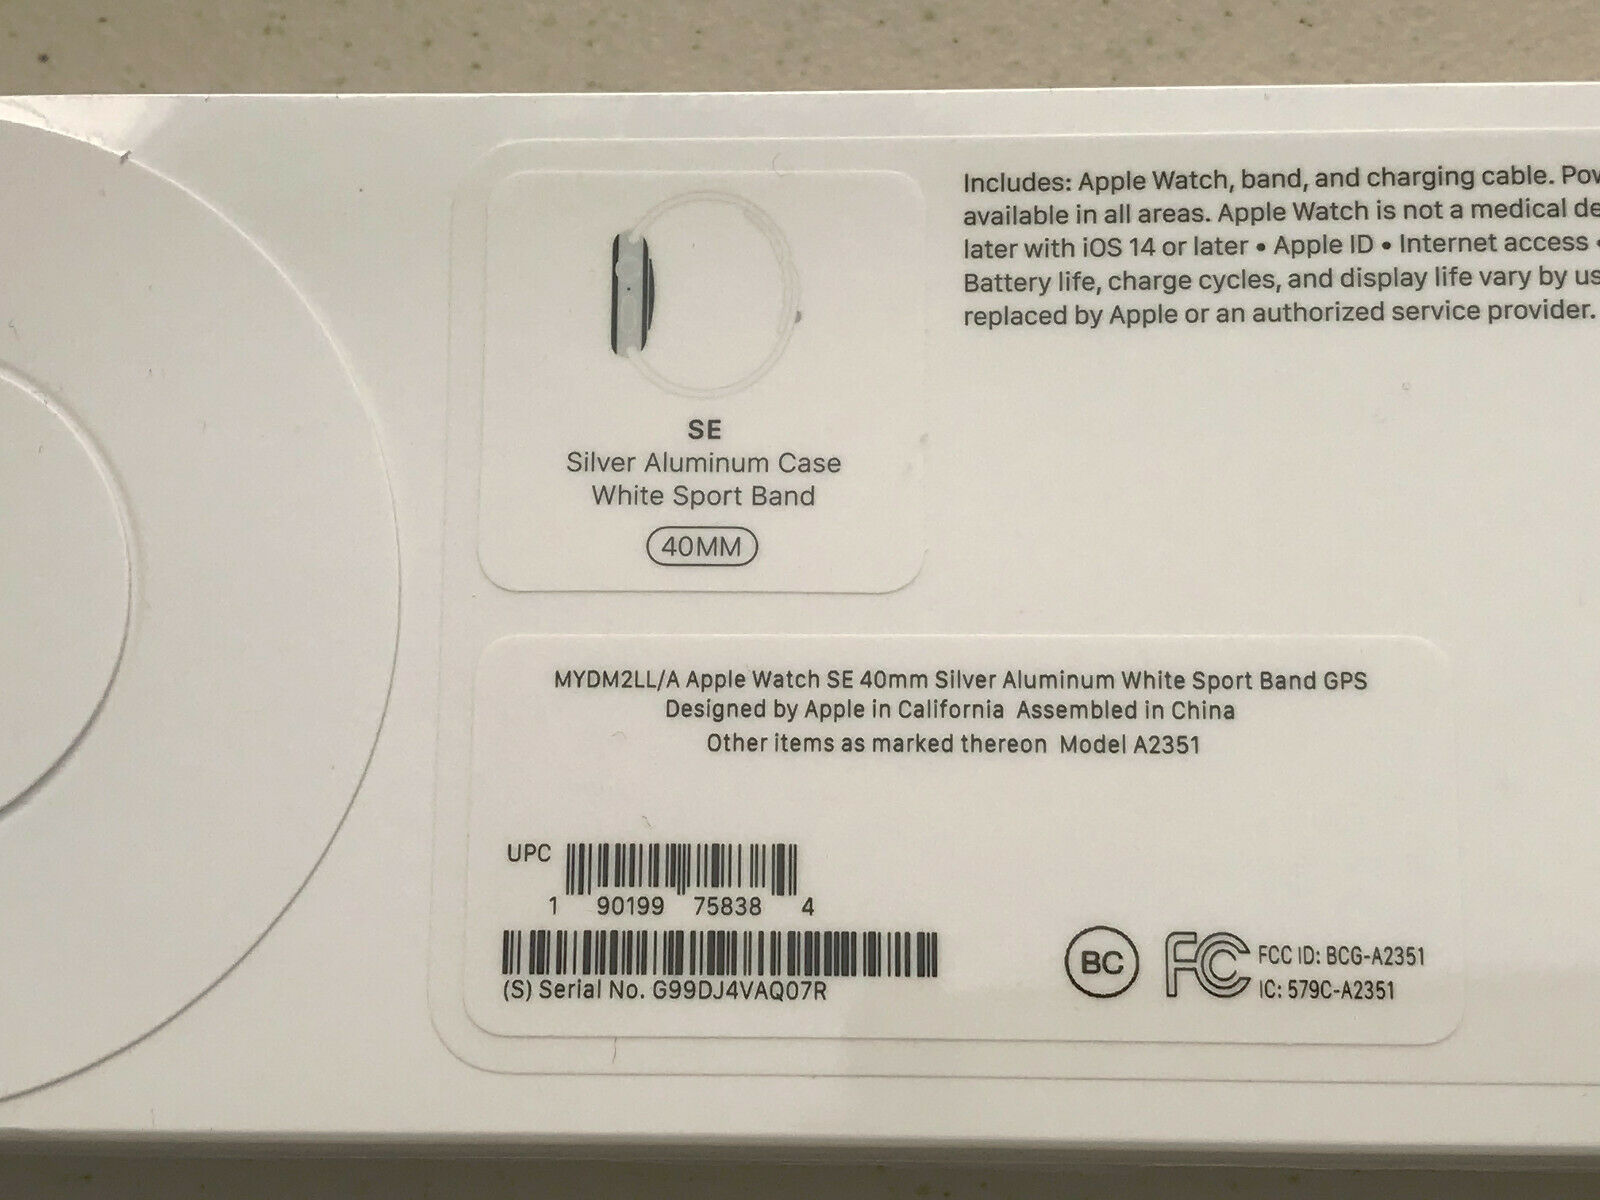 Includes: Apple Watch, band, and charging cable.
available in all areas. Apple Watch is not a medical
later with iOS 14 or later • Apple ID • Internet access •
Battery life, charge cycles, and display life vary by
replaced by Apple or an authorized service provider.
SE
Silver Aluminum Case
White Sport Band
40MM
MYDM2LL/A Apple Watch SE 40mm Silver Aluminum White Sport Band GPS
Designed by Apple in California Assembled in China
Other items as marked thereon Model A2351
UPC
1 90199 75838 4
(S) Serial No. G99DJ4VAQ07R
BC
FC
FCC ID: BCG-A2351
IC: 579C-A2351